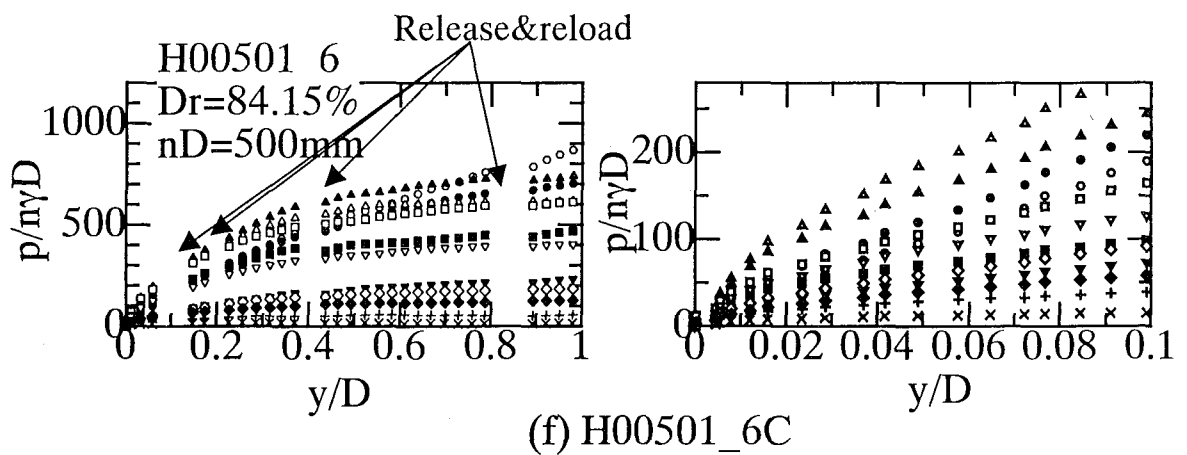 Release&reload
H00501 6
Dr=84.15%
nD=500mm
1000
500
0
p/nγD
0 0.2 0.4 0.6 0.8 1
y/D
200
100
0
p/nγD
0 0.02 0.04 0.06 0.08 0.1
y/D
(f) H00501_6C